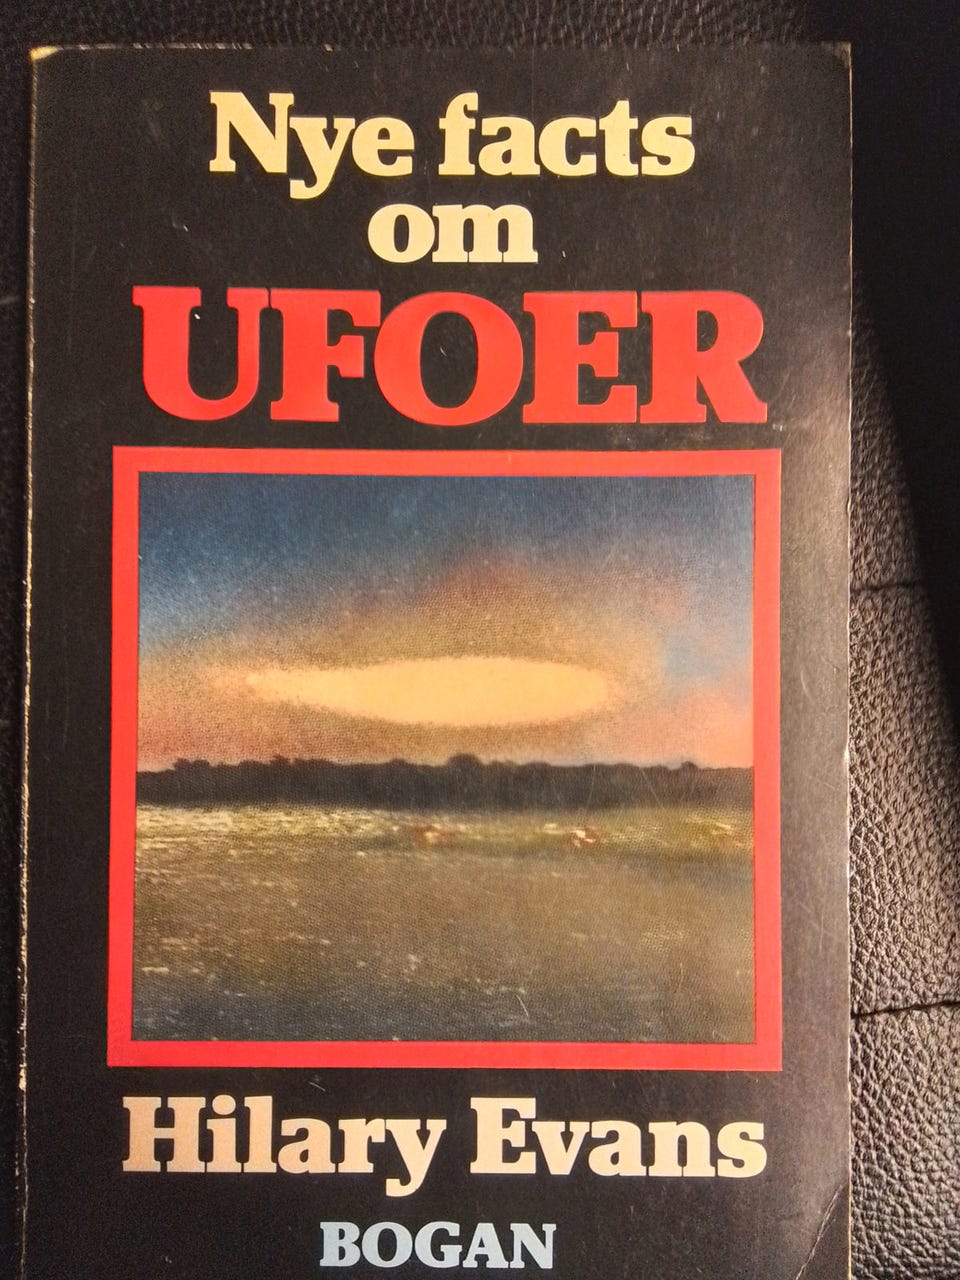 Nye facts
om
UFOER
Hilary Evans
BOGAN